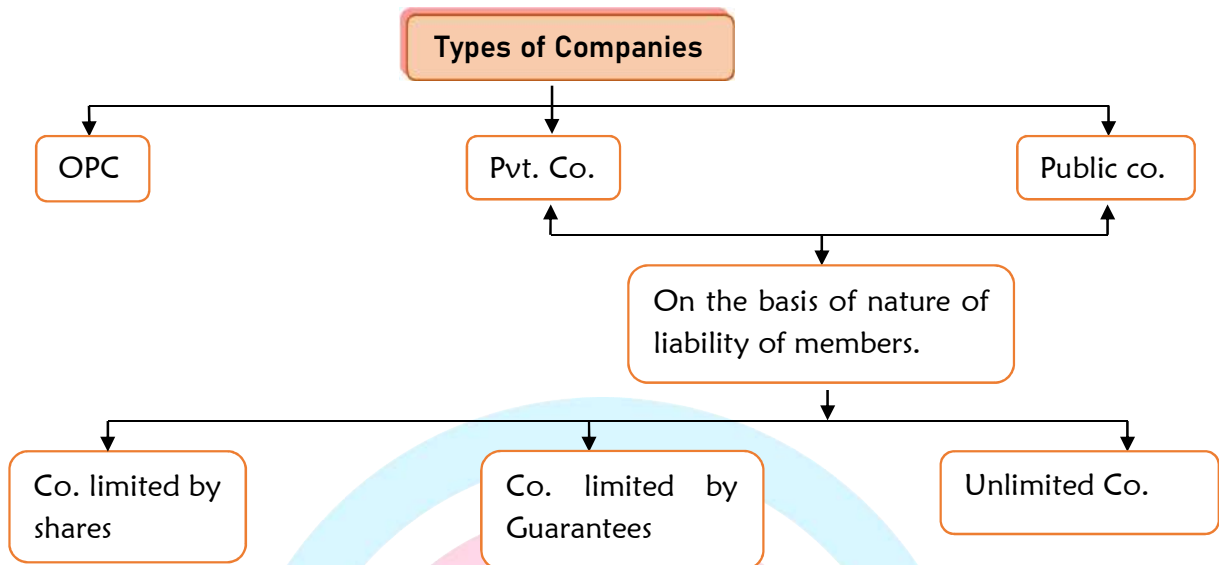 Types of Companies
OPC
Pvt. Co.
Public co.
On the basis of nature of
liability of members.
Co. limited by
shares
Co. limited by
Guarantees
Unlimited Co.